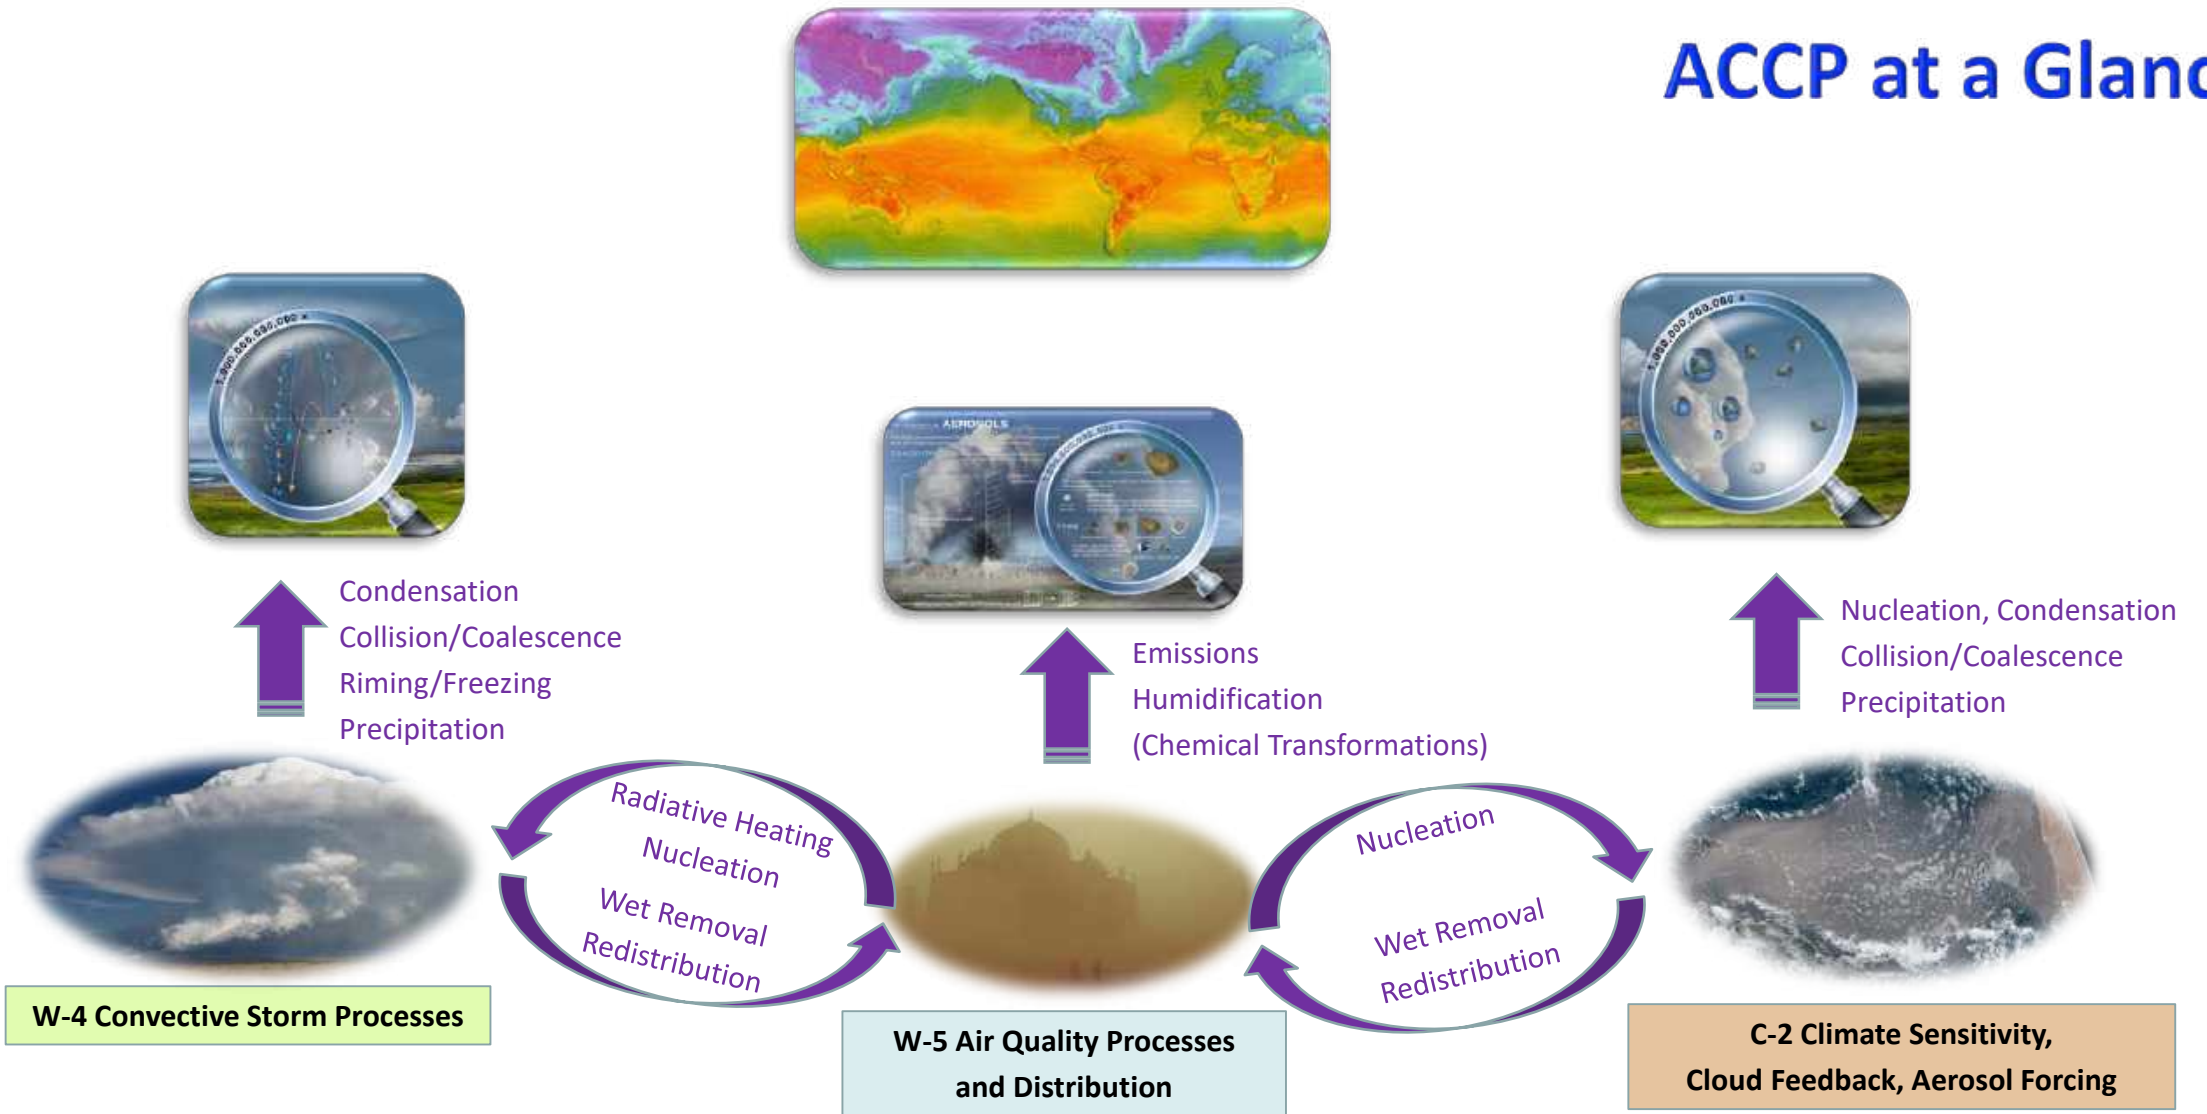 ACCP at a Glanc
AEROSOLS
Condensation
Collision/Coalescence
Riming/Freezing
Precipitation
Emissions
Humidification
(Chemical Transformations)
Nucleation, Condensation
Collision/Coalescence
Precipitation
Radiative Heating
Nucleation
Wet Removal
Redistribution
Nucleation
Wet Removal
Redistribution
W-4 Convective Storm Processes
W-5 Air Quality Processes
and Distribution
C-2 Climate Sensitivity,
Cloud Feedback, Aerosol Forcing